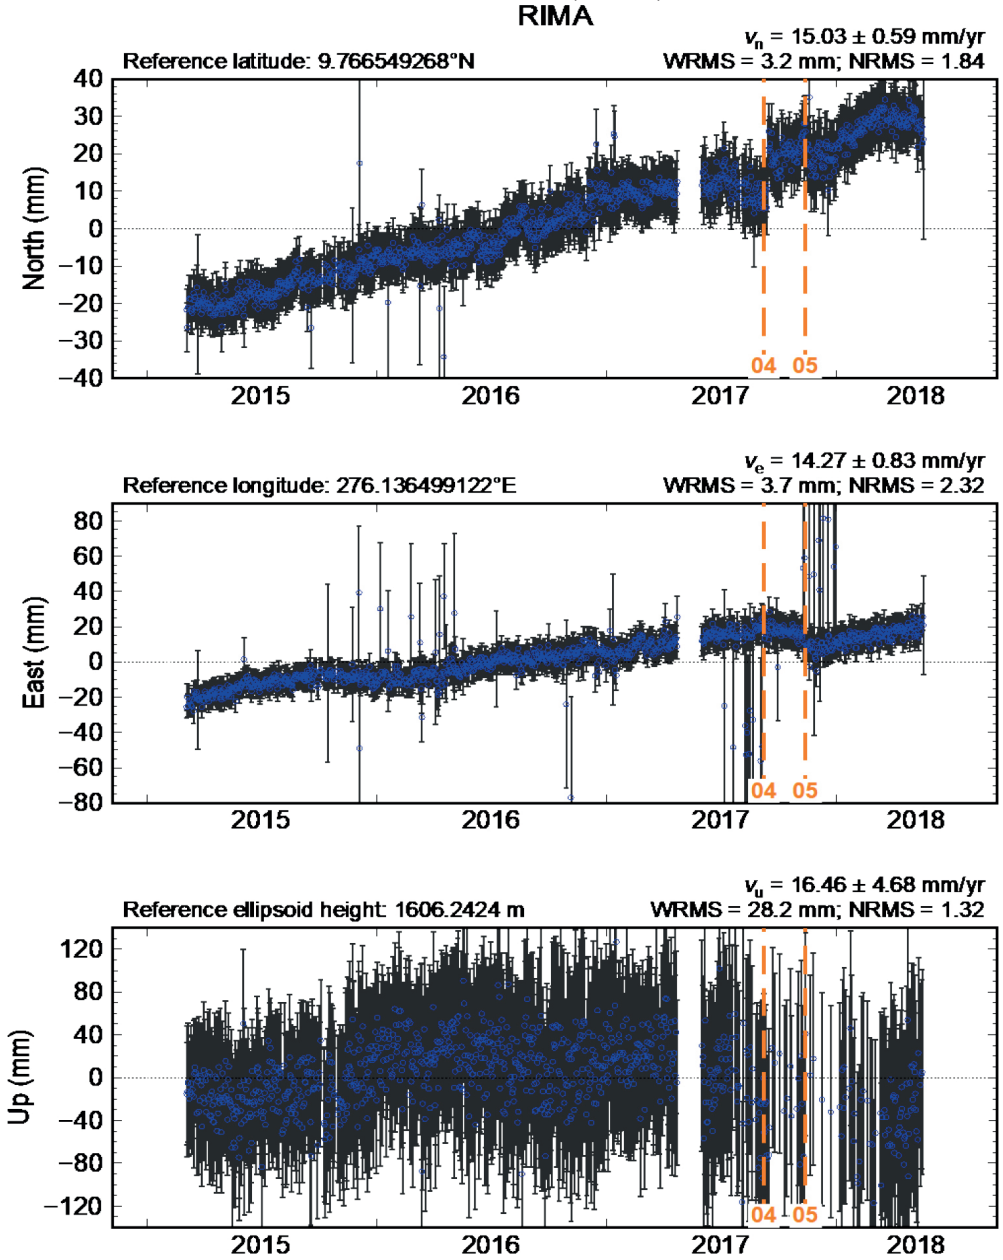 RIMA
vn = 15.03 ± 0.59 mm/yr
Reference latitude: 9.766549268°N WRMS = 3.2 mm; NRMS = 1.84
40
30
20
10
0
−10
−20
−30
−40
North (mm)
04 05
2015 2016 2017 2018
ve = 14.27 ± 0.83 mm/yr
Reference longitude: 276.136499122°E WRMS = 3.7 mm; NRMS = 2.32
80
60
40
20
0
−20
−40
−60
−80
East (mm)
04 05
2015 2016 2017 2018
vu = 16.46 ± 4.68 mm/yr
Reference ellipsoid height: 1606.2424 m WRMS = 28.2 mm; NRMS = 1.32
120
80
40
0
−40
−80
−120
Up (mm)
04 05
2015 2016 2017 2018